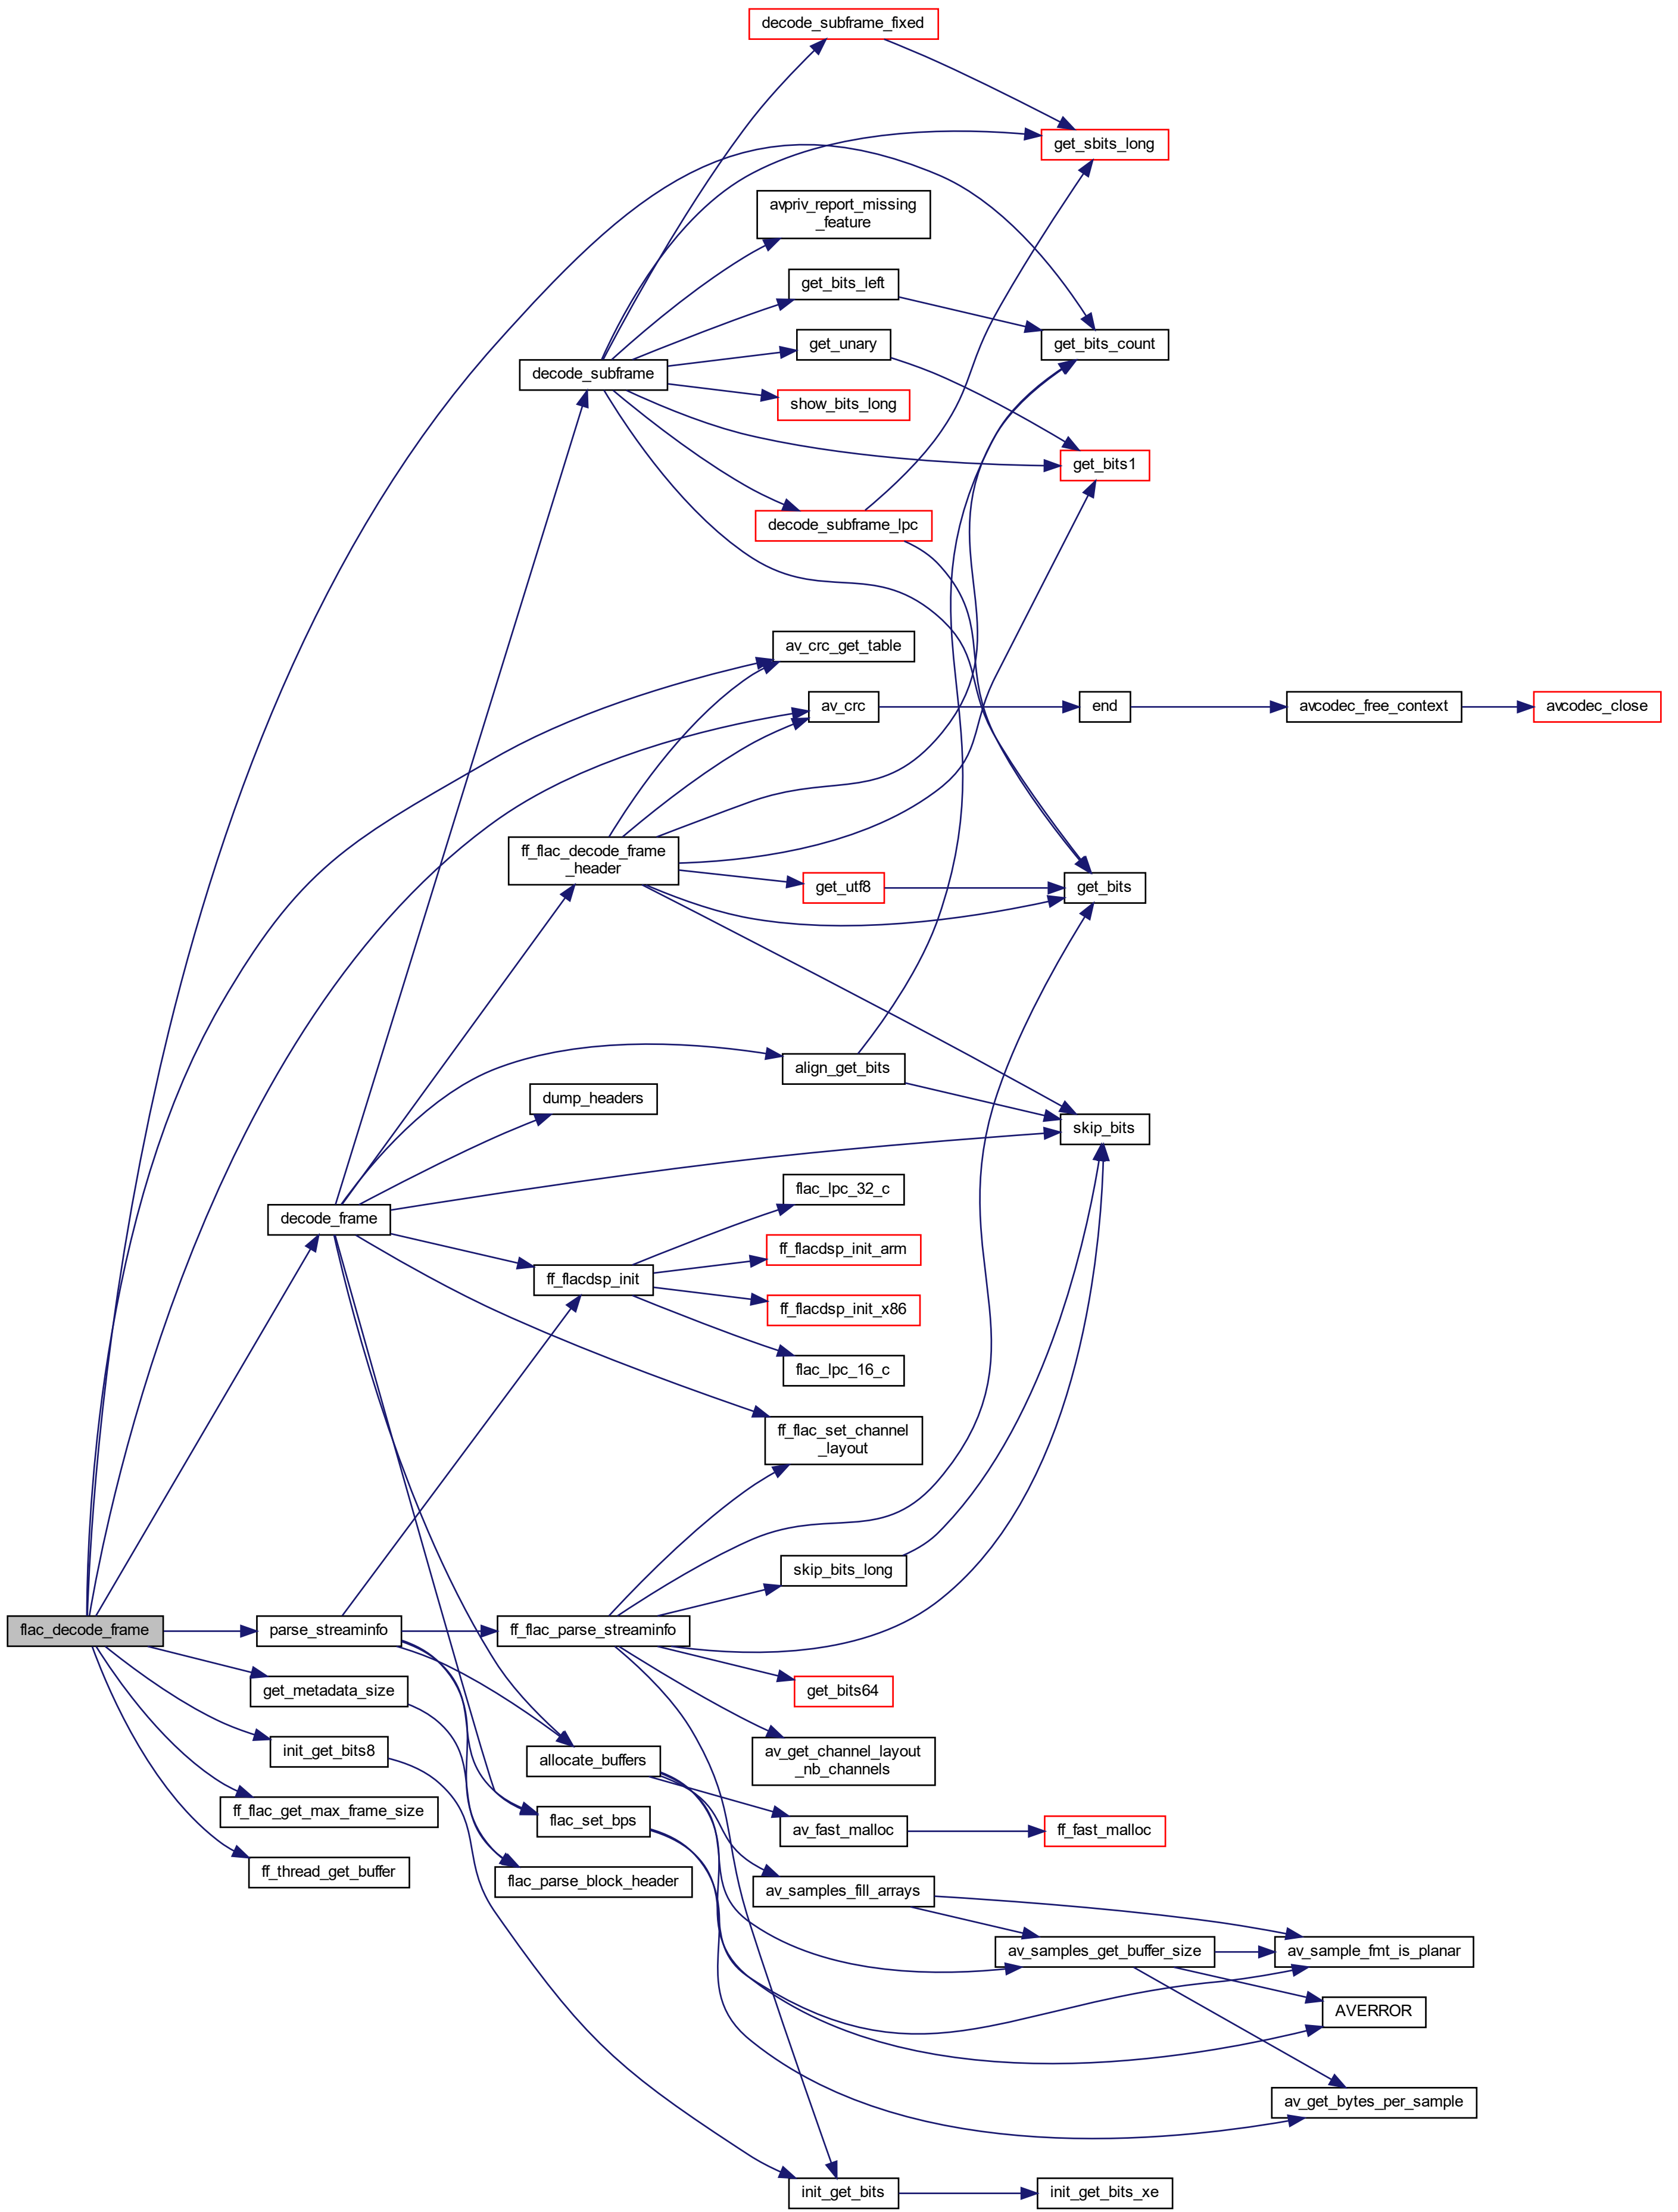 decode_subframe_fixed
get_sbits_long
avpriv_report_missing
_feature
get_bits_left
get_bits_count
get_unary
decode_subframe
show_bits_long
get_bits1
decode_subframe_lpc
av_crc_get_table
av_crc
end
avcodec_free_context
avcodec_close
ff_flac_decode_frame
_header
get_utf8
get_bits
align_get_bits
dump_headers
skip_bits
flac_lpc_32_c
decode_frame
ff_flacdsp_init_arm
ff_flacdsp_init
ff_flacdsp_init_x86
flac_lpc_16_c
ff_flac_set_channel
_layout
skip_bits_long
flac_decode_frame
parse_streaminfo
ff_flac_parse_streaminfo
get_metadata_size
get_bits64
init_get_bits8
allocate_buffers
av_get_channel_layout
_nb_channels
ff_flac_get_max_frame_size
flac_set_bps
av_fast_malloc
ff_fast_malloc
ff_thread_get_buffer
flac_parse_block_header
av_samples_fill_arrays
av_samples_get_buffer_size
av_sample_fmt_is_planar
AVERROR
av_get_bytes_per_sample
init_get_bits
init_get_bits_xe